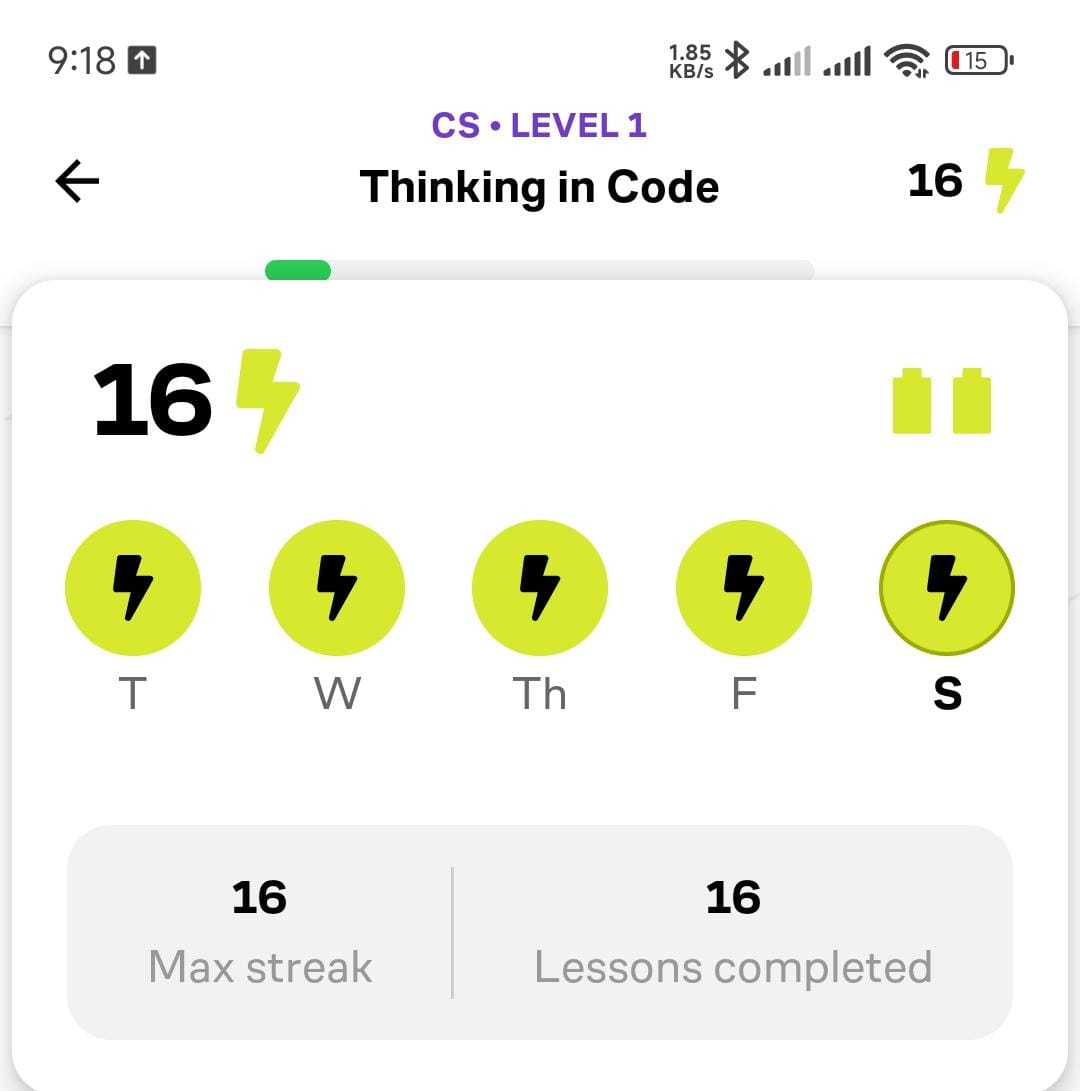 9:18 1.85 KB/s 15
CS • LEVEL 1
Thinking in Code
16
16
T W Th F S
16 16
Max streak Lessons completed